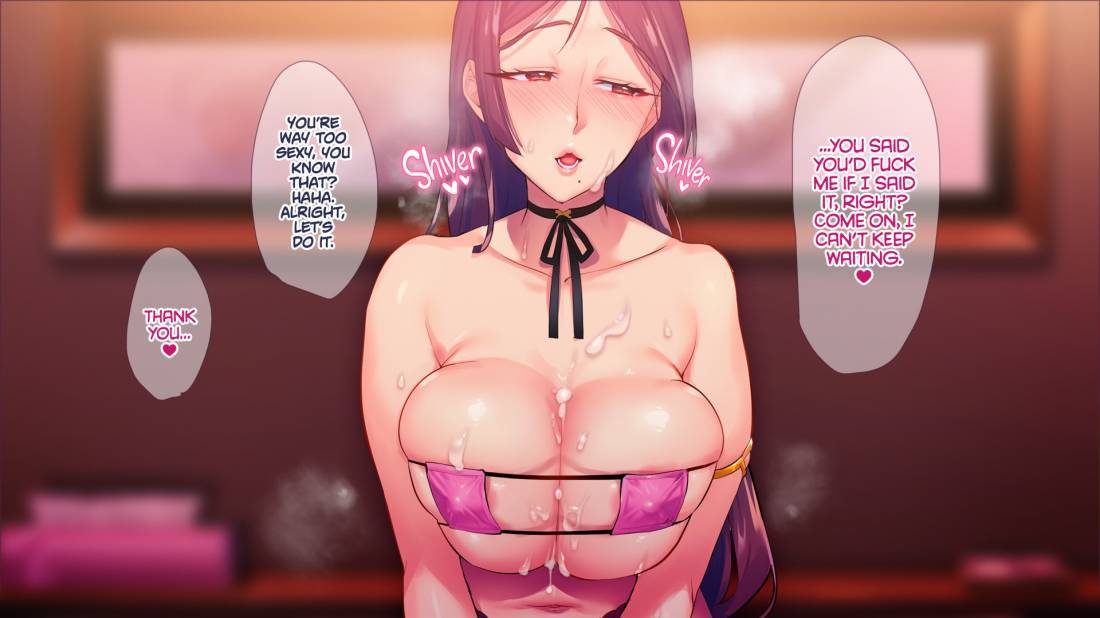 ...YOU SAID
YOU'D FUCK
ME IF I SAID
IT, RIGHT?
COME ON, I
CAN'T KEEP
WAITING.
♥
Shiver
Shiver
YOU'RE
WAY TOO
SEXY, YOU
KNOW
THAT?
HAHA.
ALRIGHT,
LET'S
DO IT.
THANK
YOU...
♥